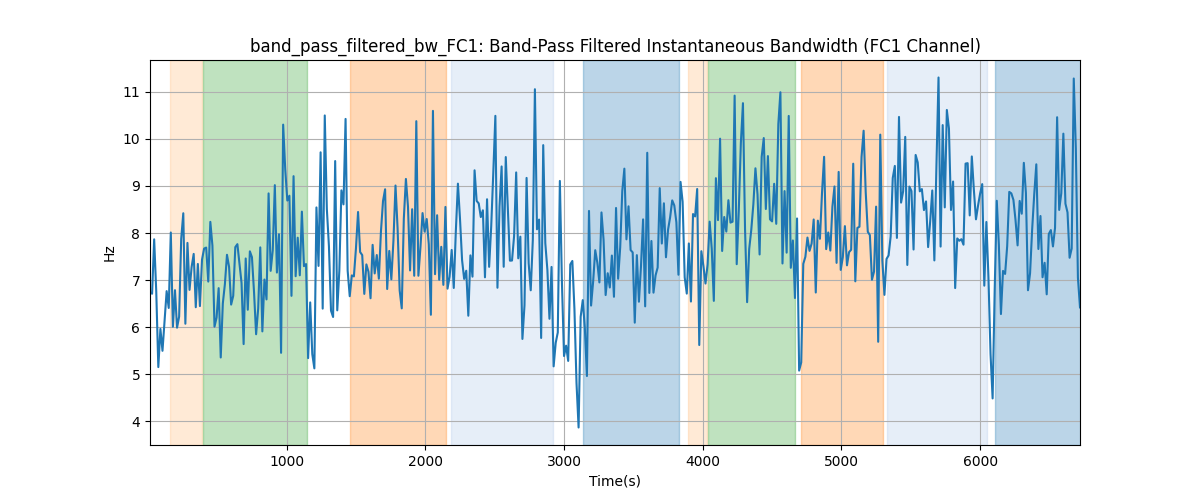 band_pass_filtered_bw_FC1: Band-Pass Filtered Instantaneous Bandwidth (FC1 Channel)
Hz
11
10
9
8
7
6
5
4
1000 2000 3000 4000 5000 6000
Time(s)